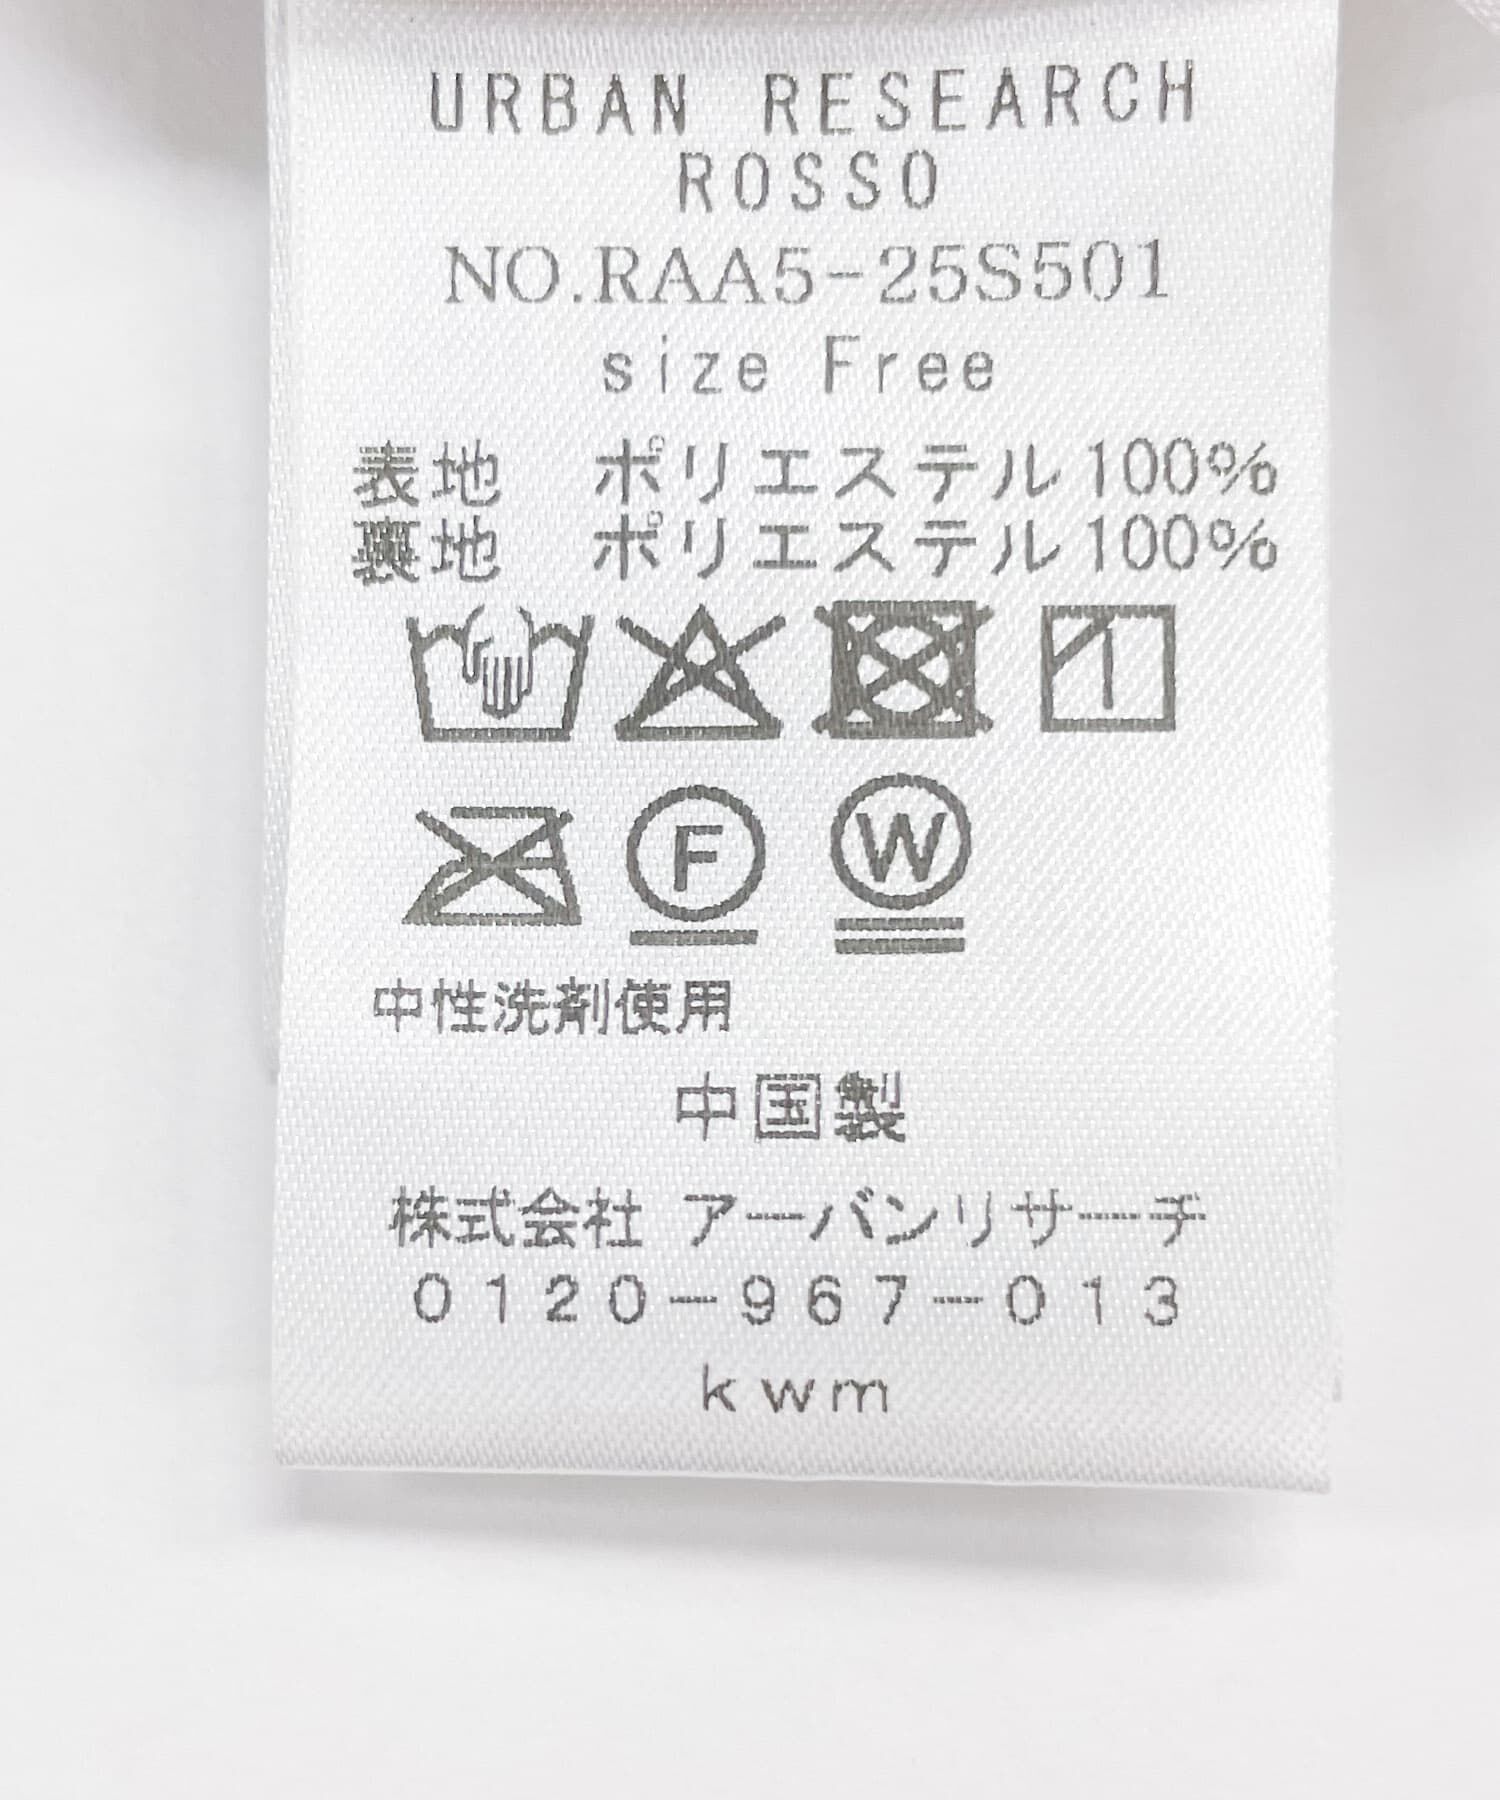 URBAN RESEARCH
ROSSO
NO.RAA5-25S501
size Free
表地　ポリエステル100%
裏地　ポリエステル100%
F W
中性洗剤使用
中国製
株式会社 アーバンリサーチ
0120-967-013
kwm